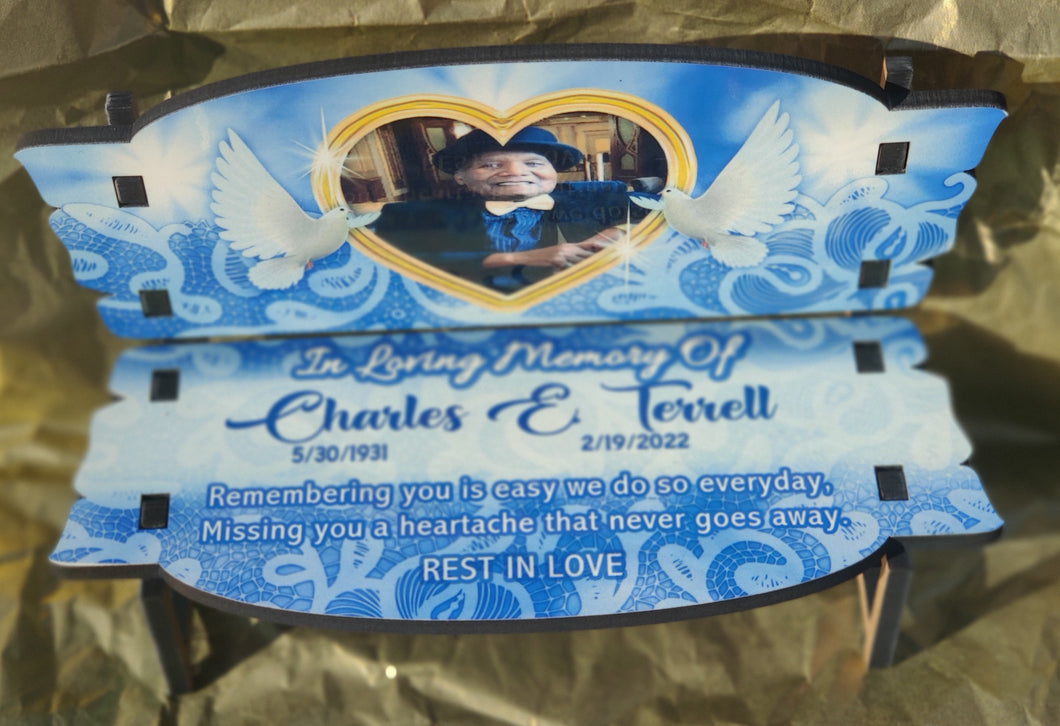 In Loving Memory Of
Charles E. Terrell
5/30/1931 2/19/2022
Remembering you is easy we do so everyday,
Missing you a heartache that never goes away.
REST IN LOVE